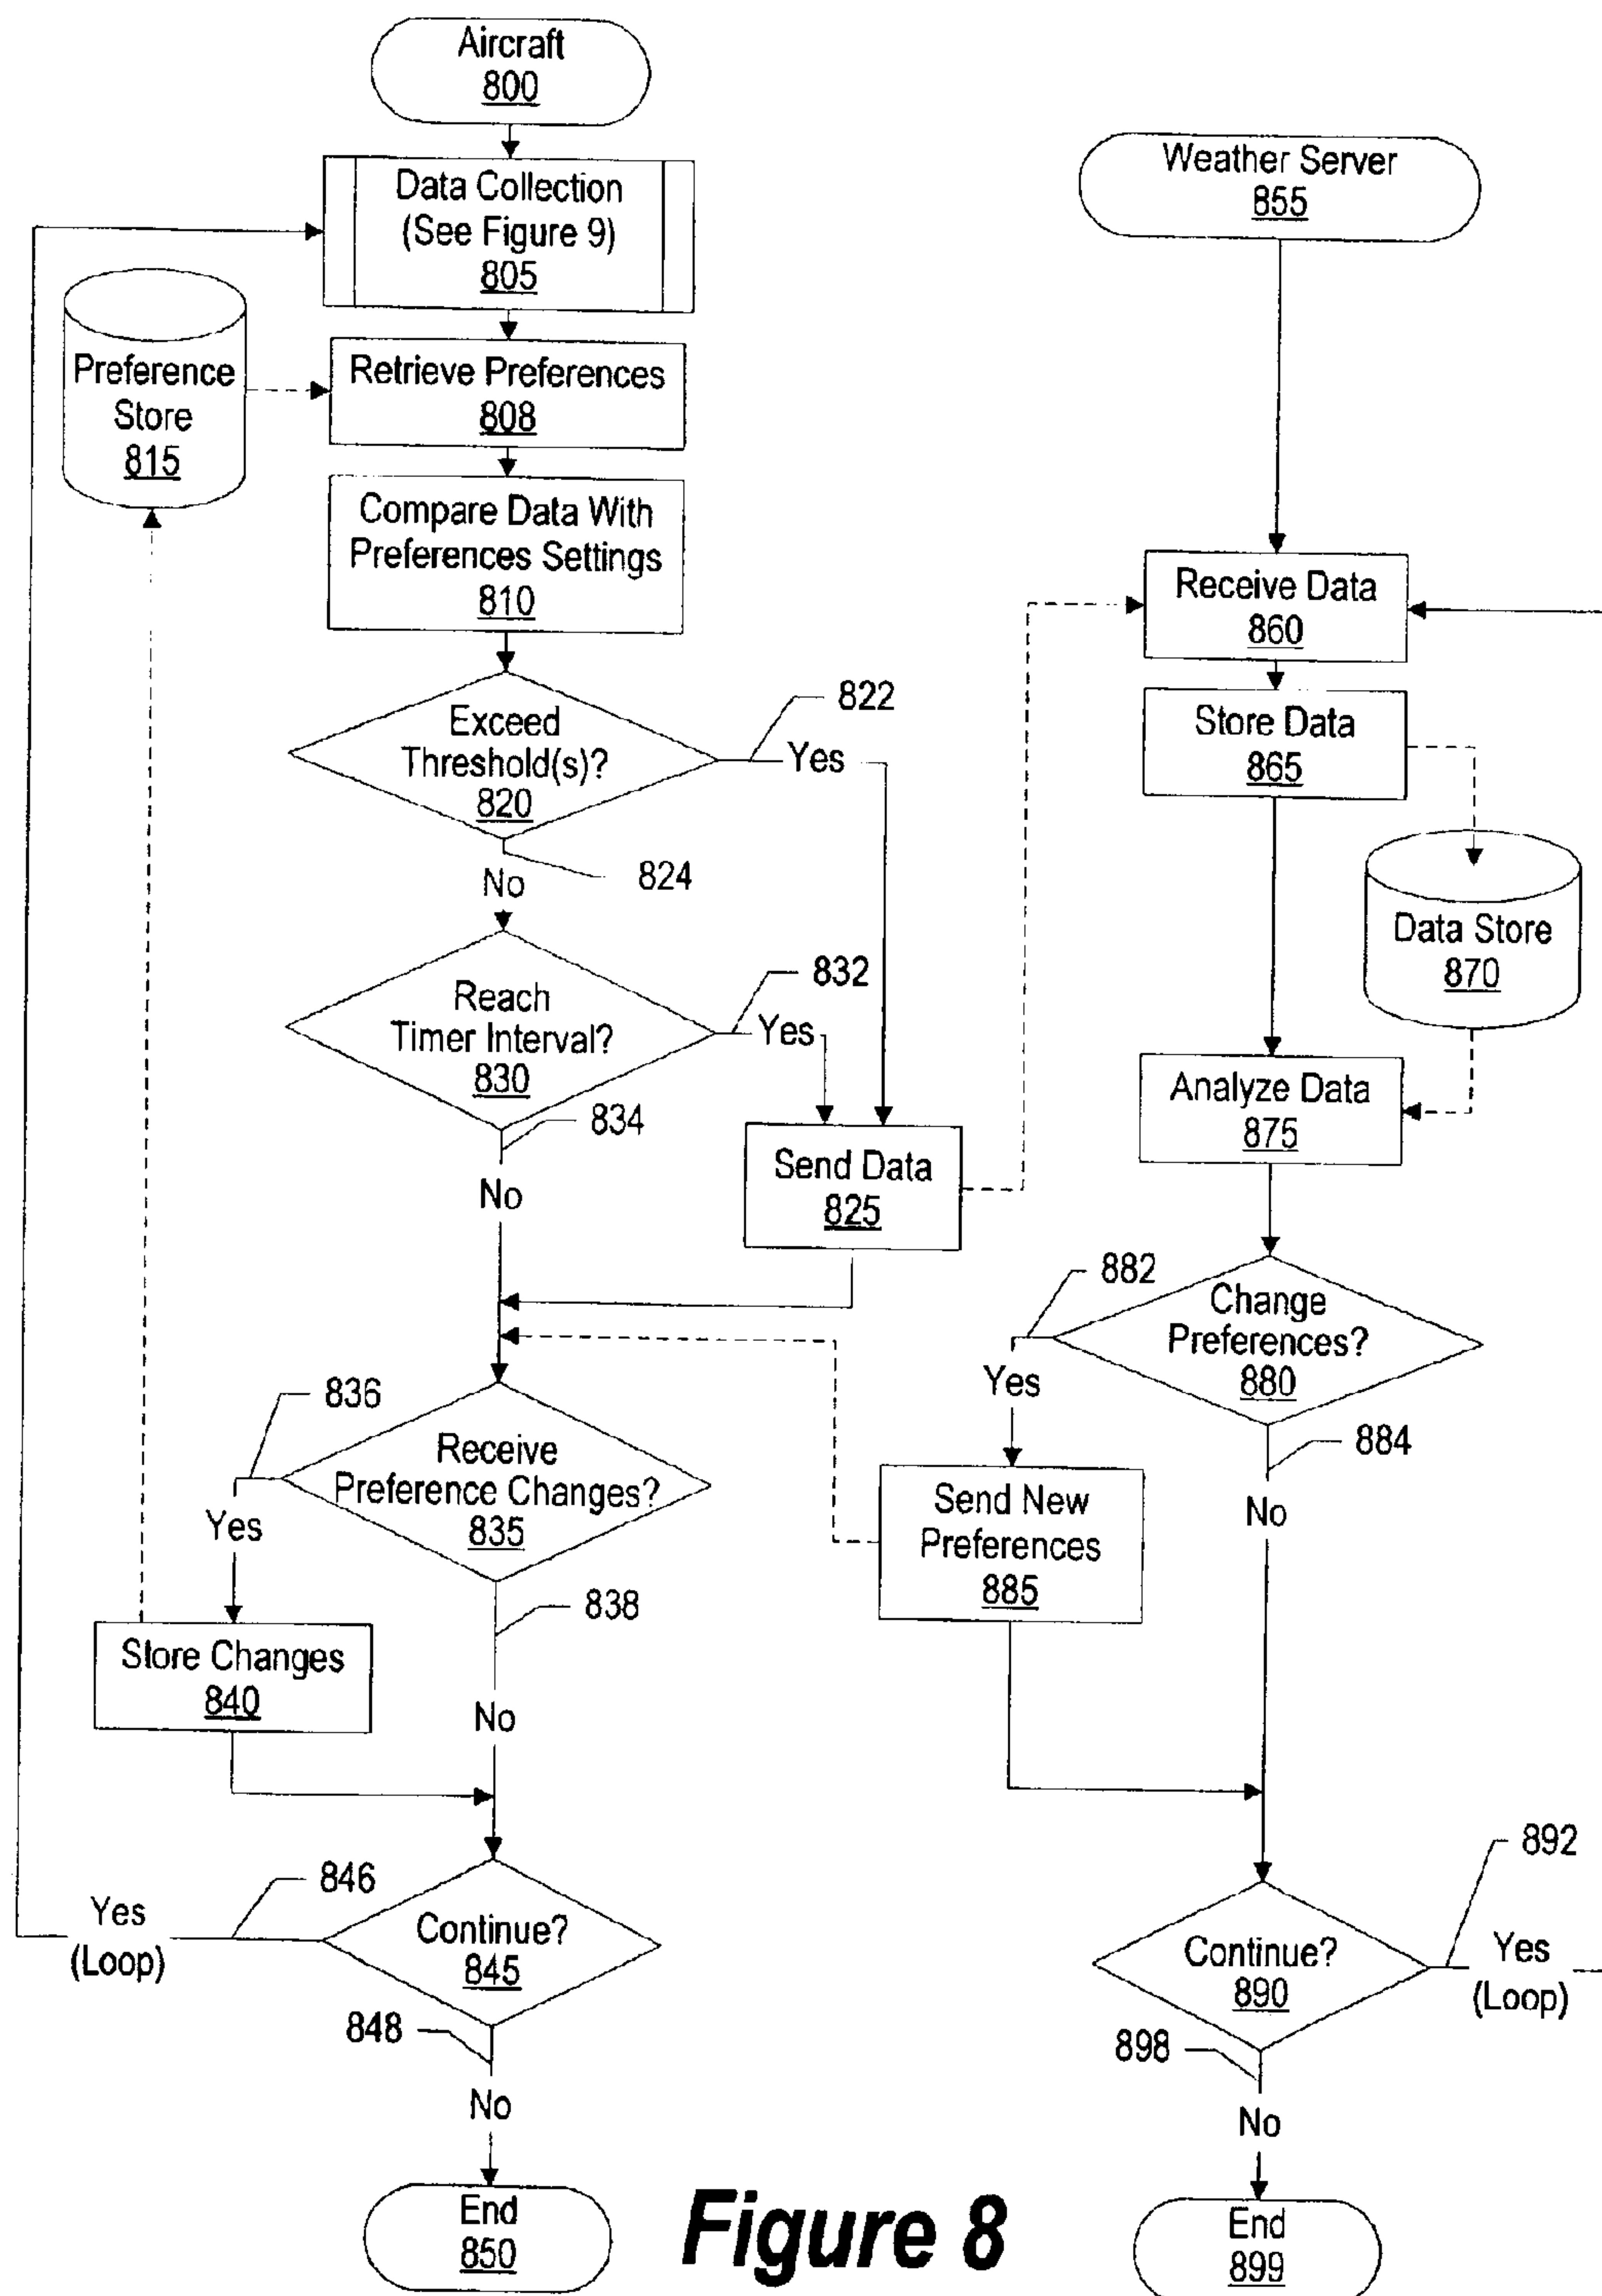 Aircraft
800
Data Collection
(See Figure 9)
805
Preference
Store
815
Retrieve Preferences
808
Compare Data With
Preferences Settings
810
Exceed
Threshold(s)?
820
822
Yes
824
No
Reach
Timer Interval?
830
832
Yes
834
No
Send Data
825
Receive
Preference Changes?
835
836
Yes
838
No
Store Changes
840
Continue?
845
846
Yes
(Loop)
848
No
End
850
Weather Server
855
Receive Data
860
Store Data
865
Data Store
870
Analyze Data
875
Change
Preferences?
880
882
Yes
884
No
Send New
Preferences
885
Continue?
890
892
Yes
(Loop)
898
No
End
899
Figure 8